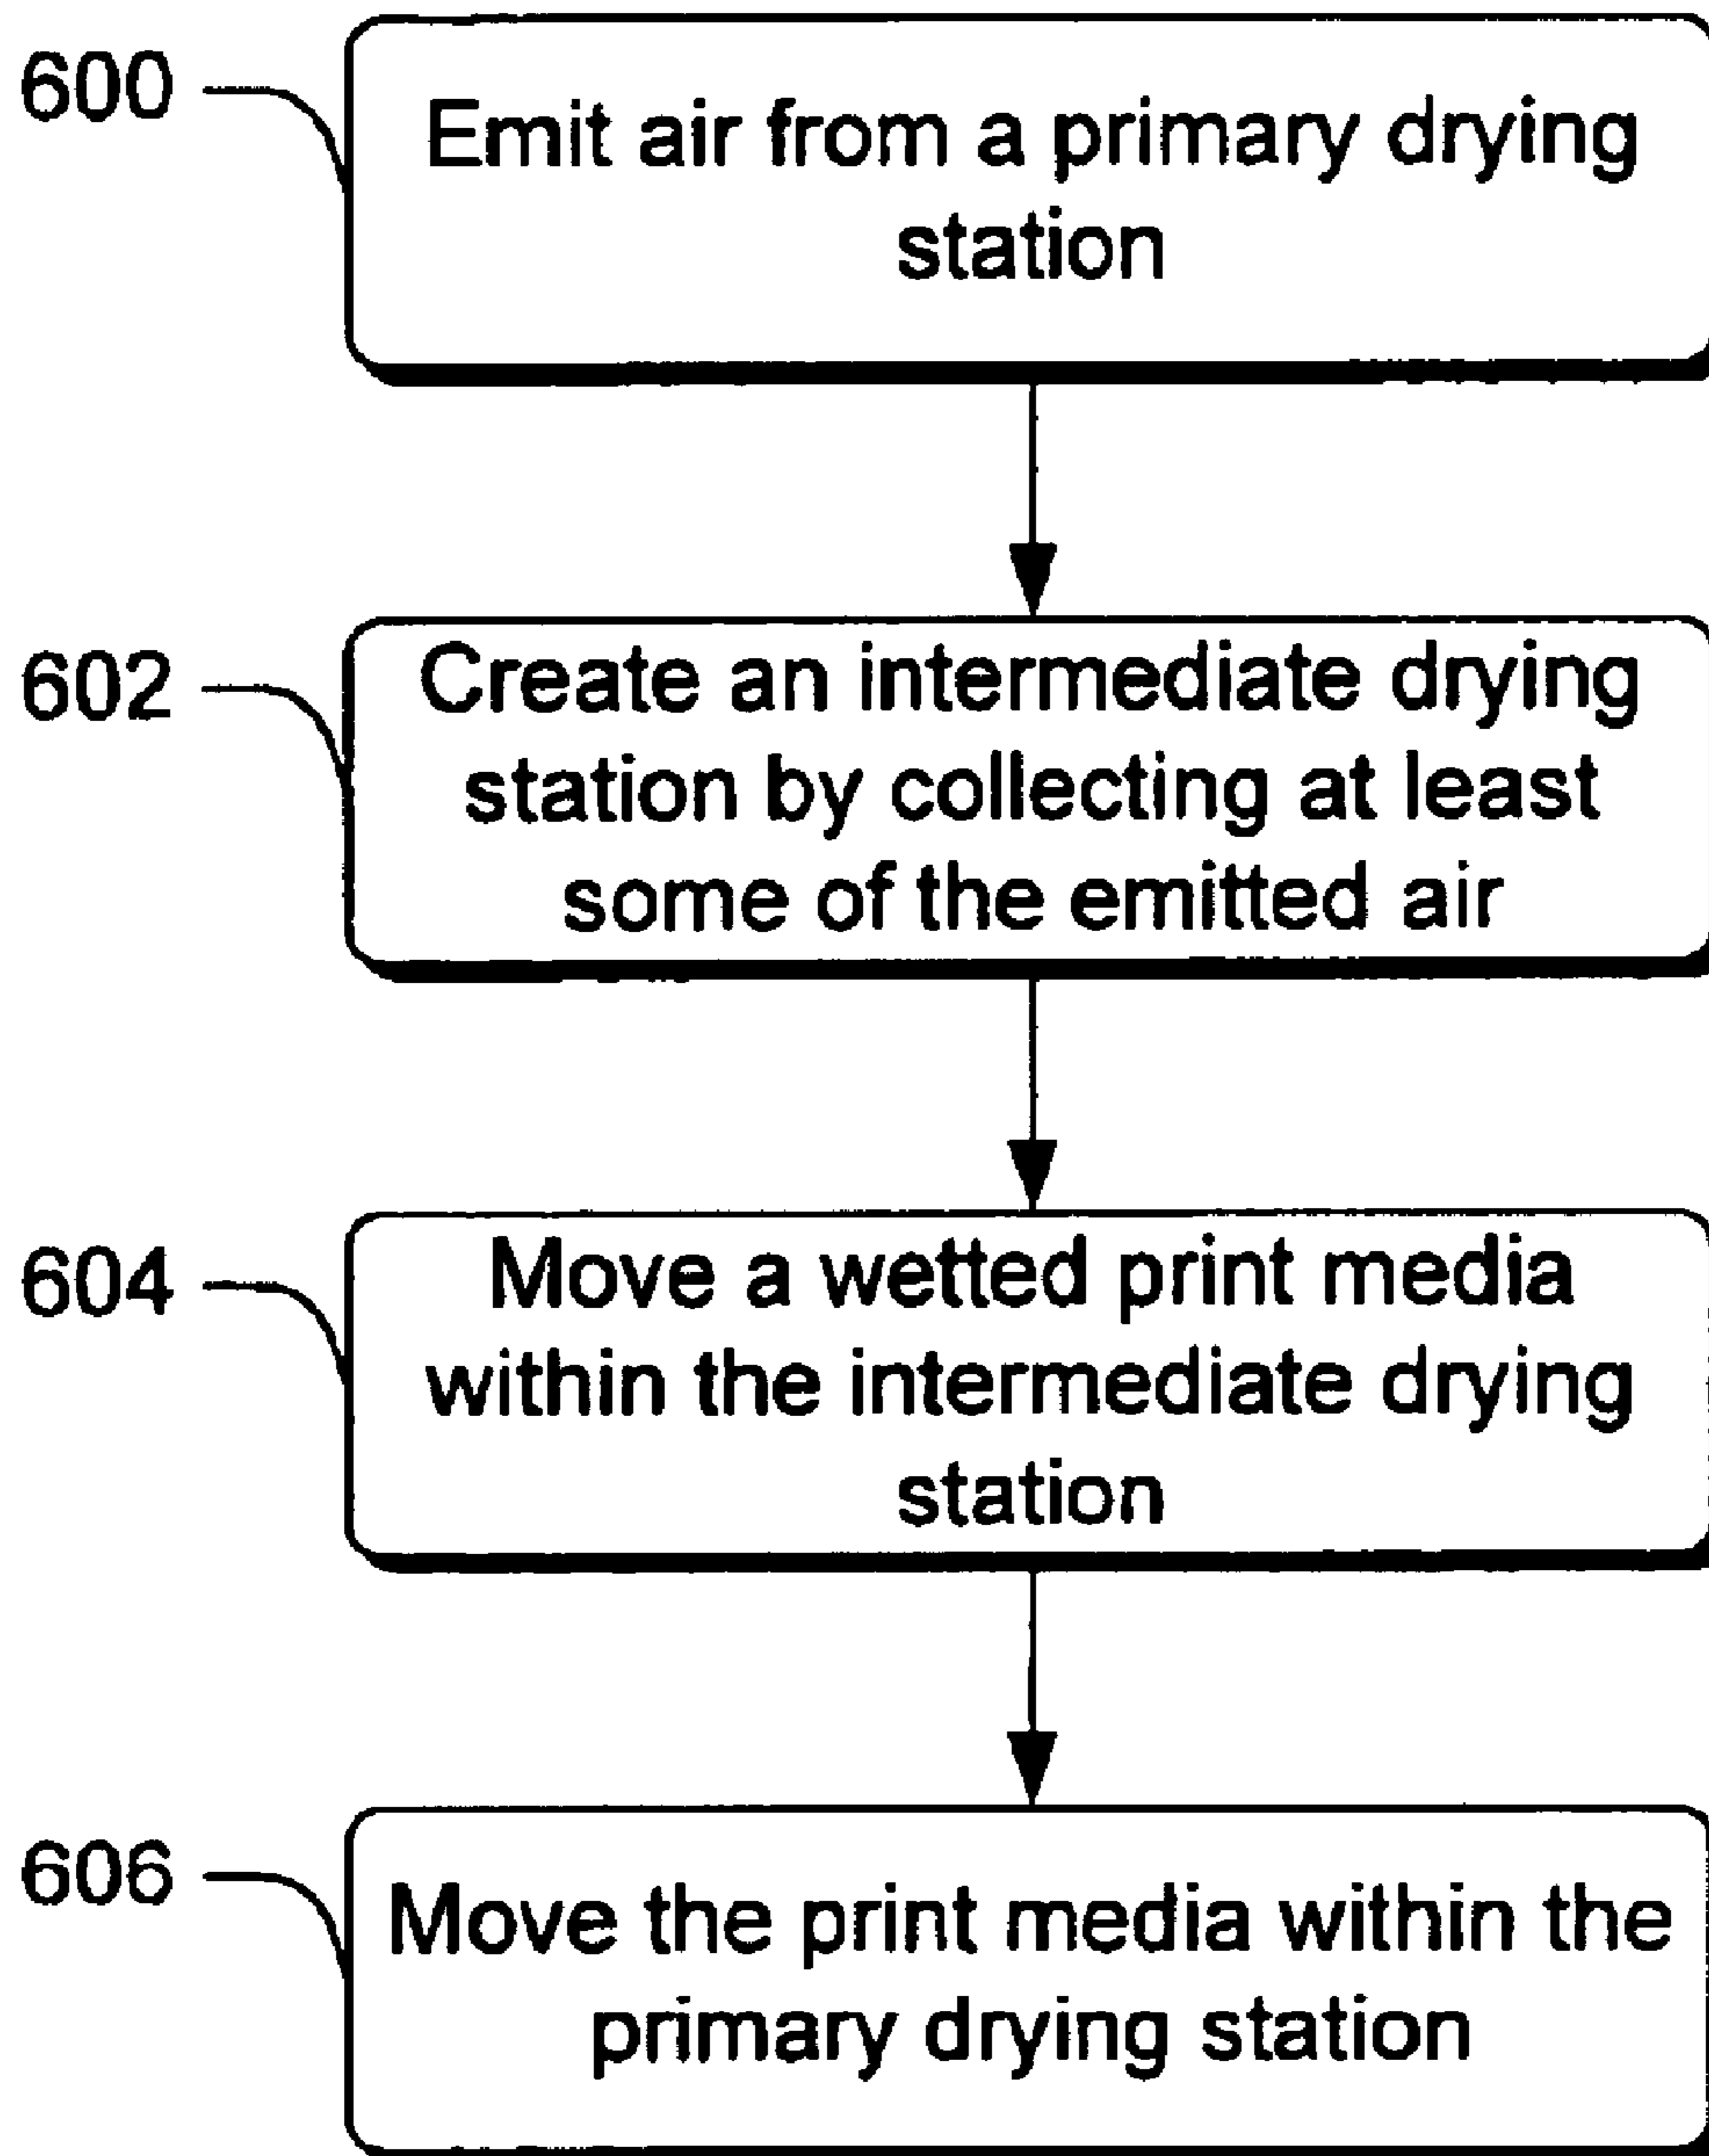 600
Emit air from a primary drying
station
602
Create an intermediate drying
station by collecting at least
some of the emitted air
604
Move a wetted print media
within the intermediate drying
station
606
Move the print media within the
primary drying station